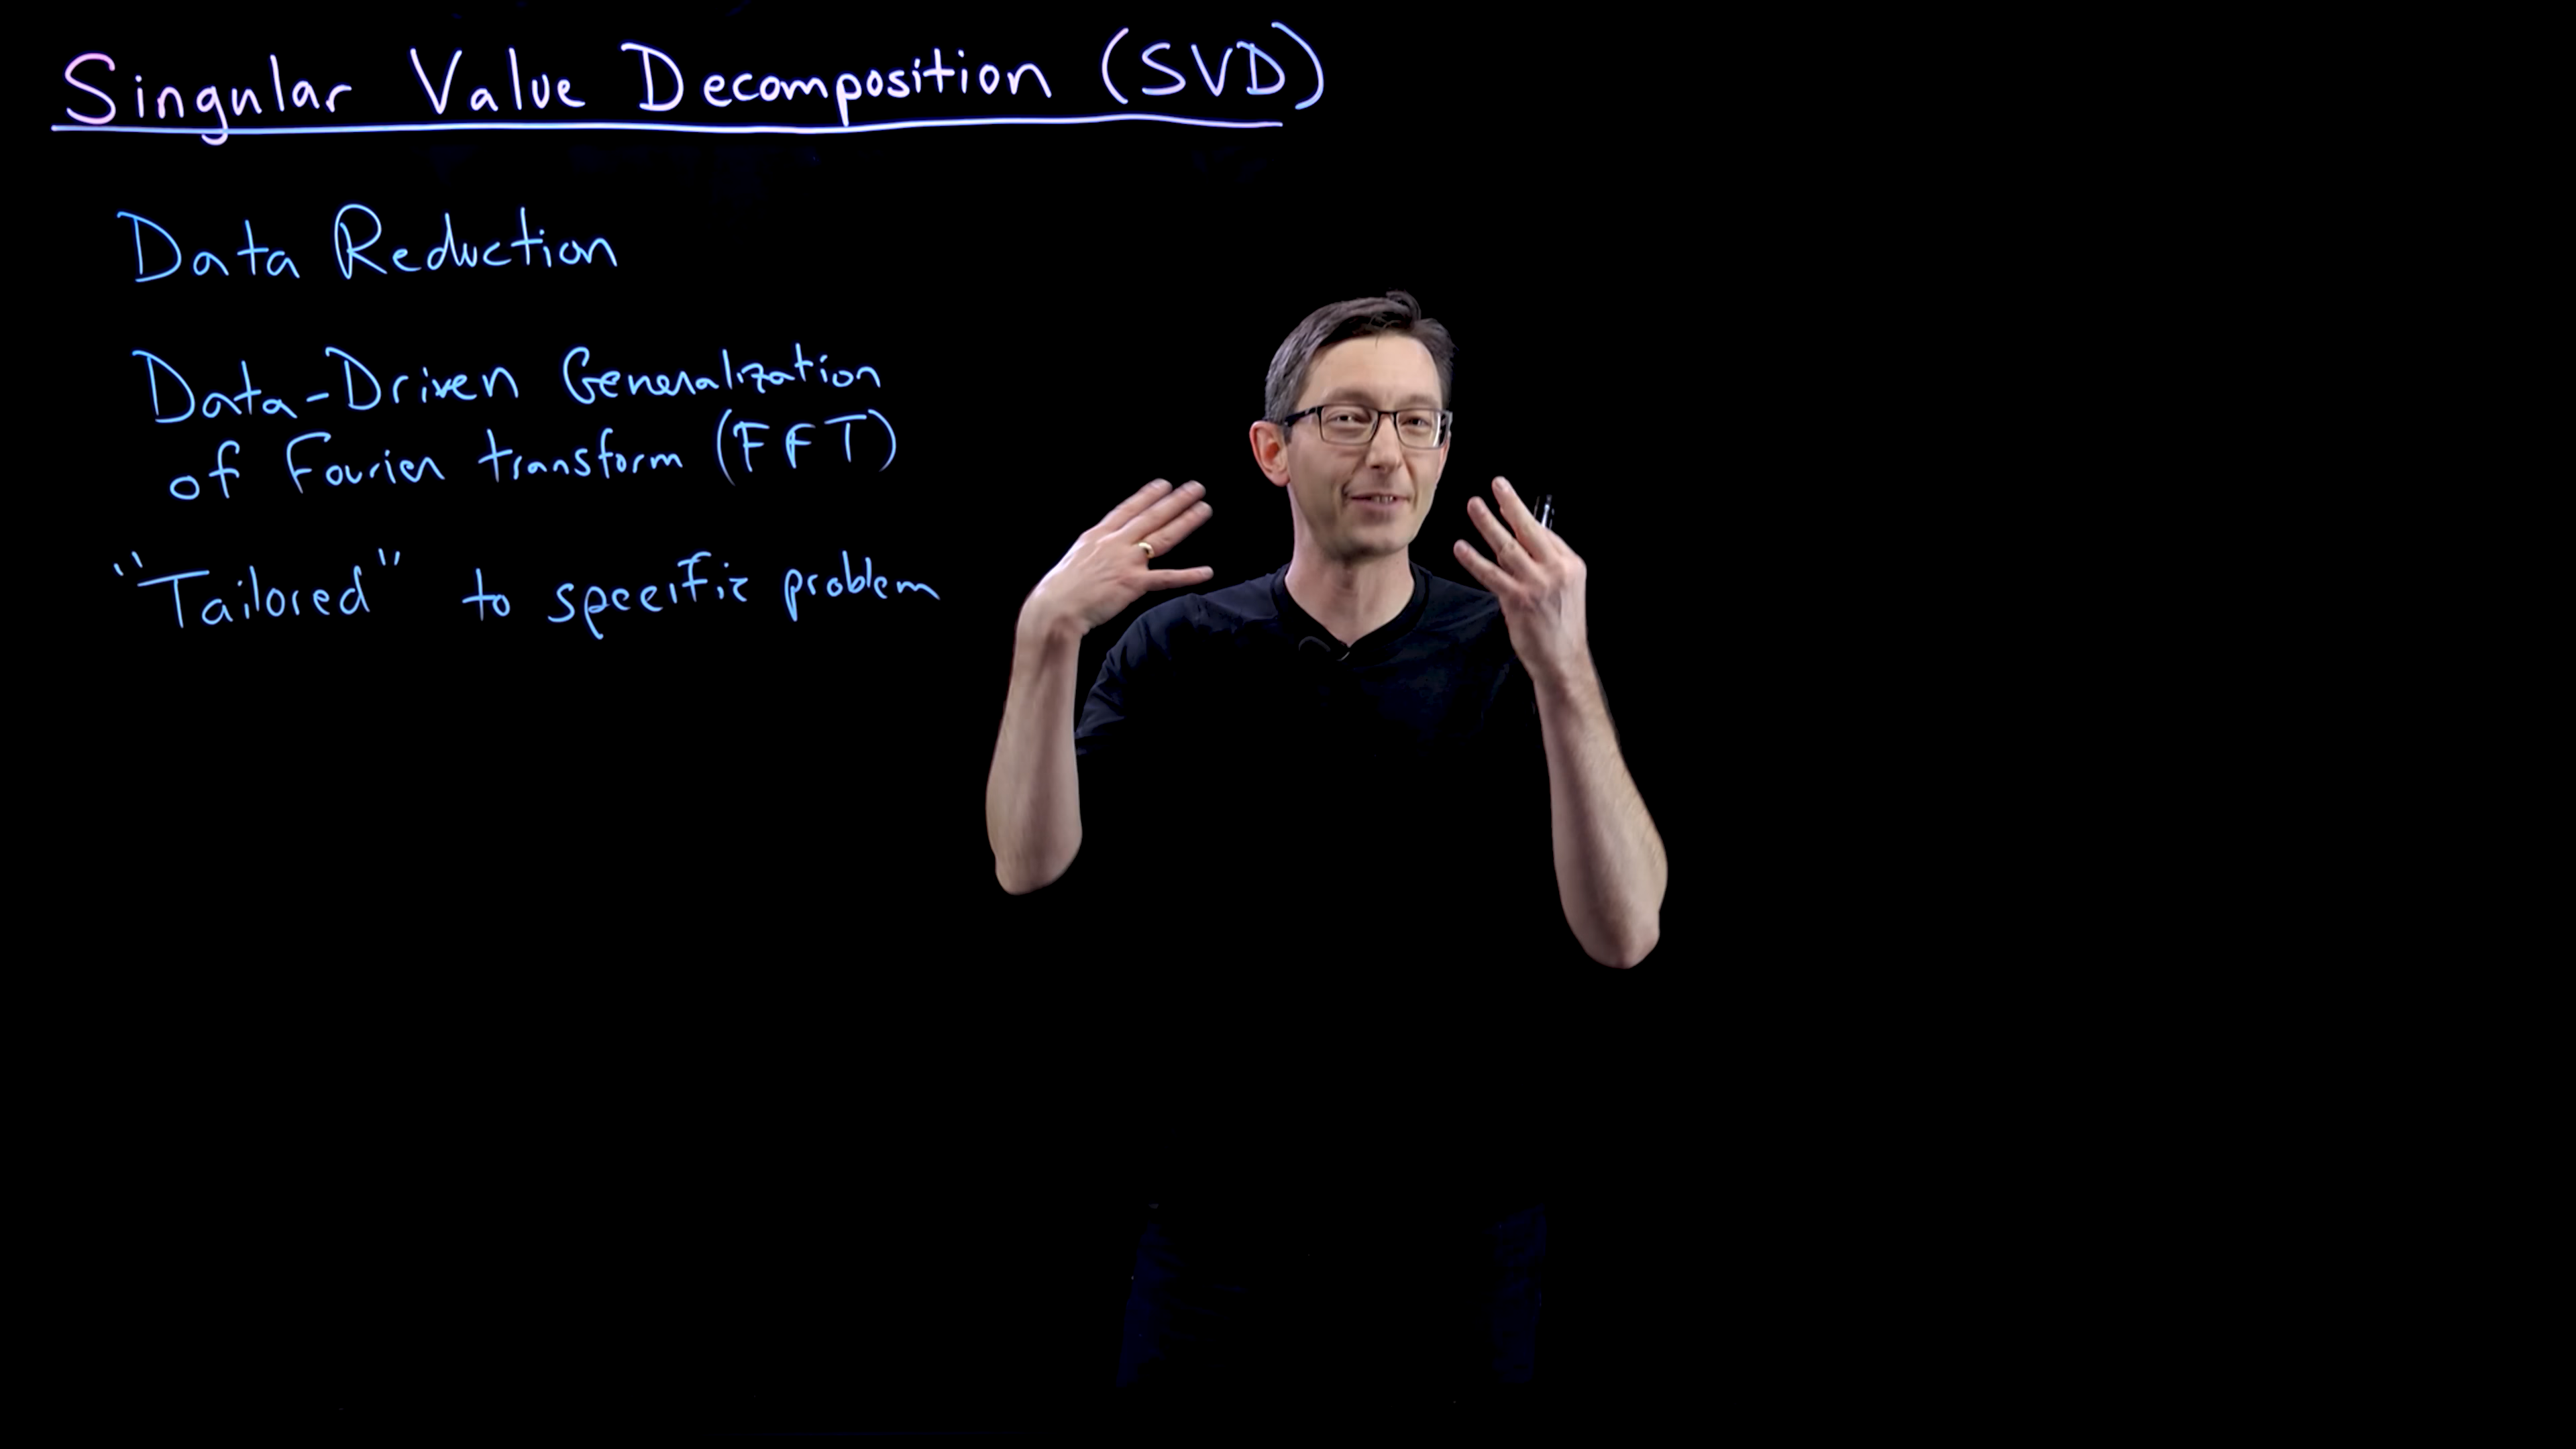 Singular Value Decomposition (SVD)
Data Reduction
Data-Driven Generalization
of Fourier transform (FFT)
"Tailored" to specific problem